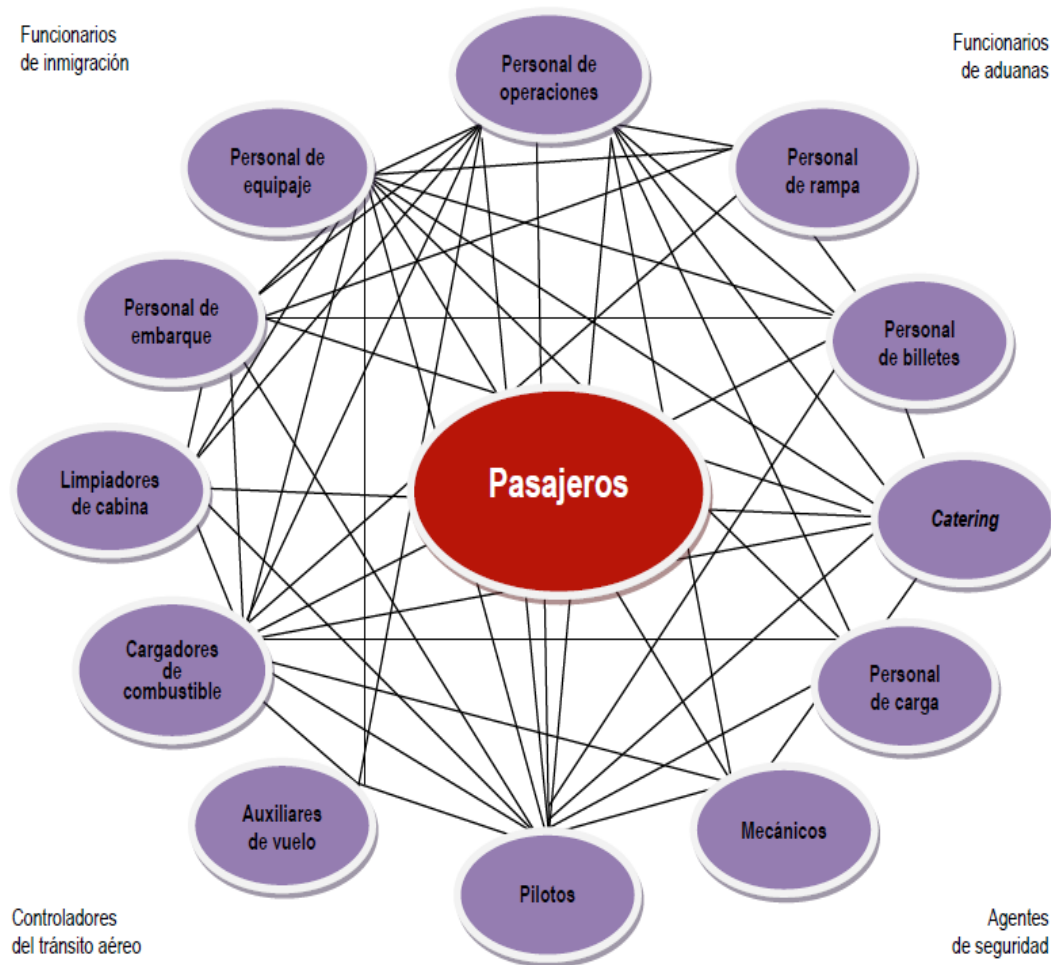 Funcionarios
de inmigración
Funcionarios
de aduanas
Personal de
operaciones
Personal de
equipaje
Personal
de rampa
Personal de
embarque
Personal
de billetes
Pasajeros
Limpiadores
de cabina
Catering
Cargadores
de
combustible
Personal
de carga
Auxiliares
de vuelo
Mecánicos
Pilotos
Controladores
del tránsito aéreo
Agentes
de seguridad